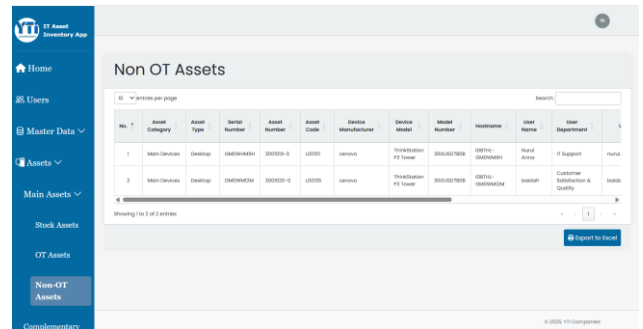 YTI
IT Asset
Inventory App
N
Home
Users
Master Data
Assets
Main Assets
Stock Assets
OT Assets
Non-OT
Assets
Complementary
Non OT Assets
10 entries per page
Search:
No. Asset Category Asset Type Serial Number Asset Number Asset Code Device Manufacturer Device Model Model Number Hostname User Name User Department
1 Main Devices Desktop Lenovo ThinkStation P3 Tower Nurul Anna IT Support
2 Main Devices Desktop Lenovo ThinkStation P3 Tower Customer Satisfaction & Quality
Showing 1 to 2 of 2 entries
‹ 1 ›
Export to Excel
© 2025, YTI Companies